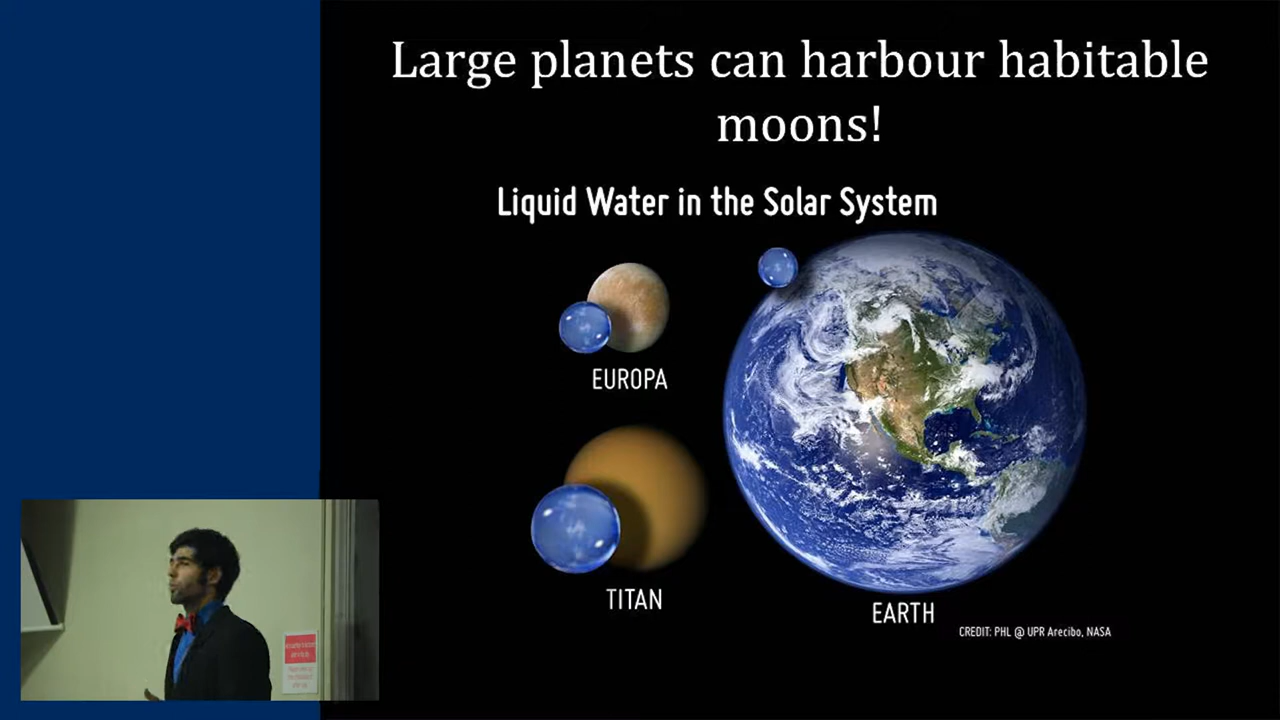 Large planets can harbour habitable
moons!
Liquid Water in the Solar System
EUROPA
TITAN
EARTH
CREDIT: PHL @ UPR Arecibo, NASA